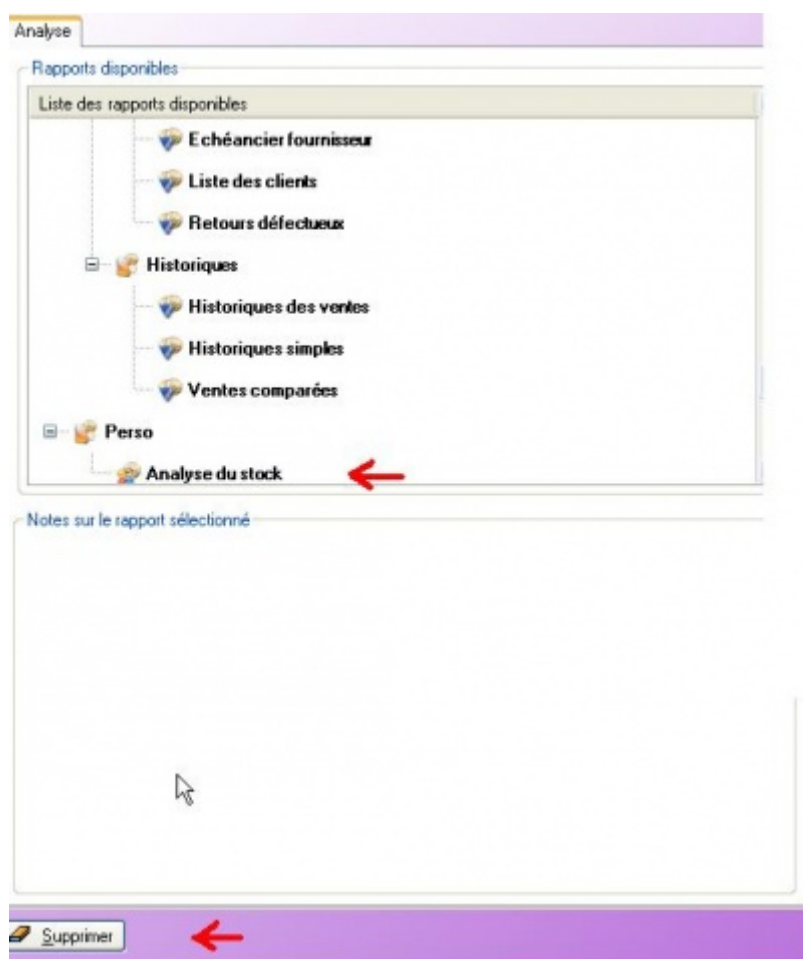 Analyse
Rapports disponibles
Liste des rapports disponibles
Echéancier fournisseur
Liste des clients
Retours défectueux
Historiques
Historiques des ventes
Historiques simples
Ventes comparées
Perso
Analyse du stock
Notes sur le rapport sélectionné
Supprimer